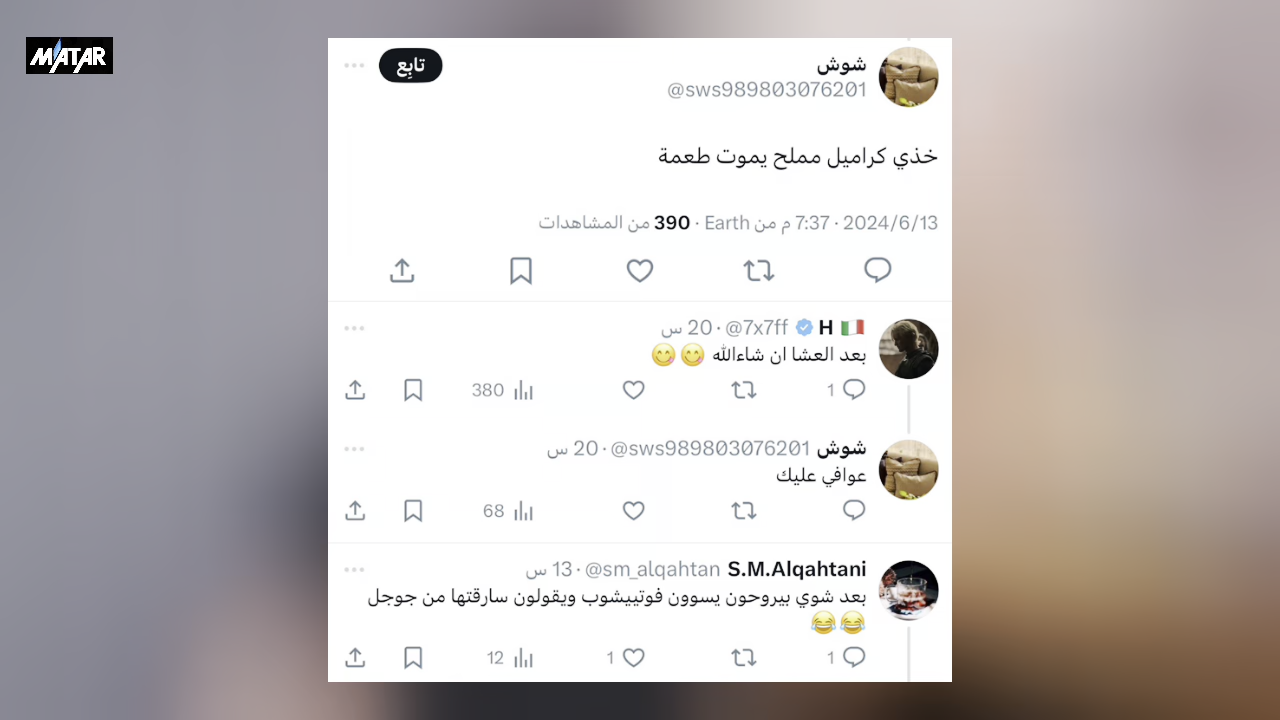 MATAR
شوش
تابِع
@sws989803076201
خذي كراميل مملح يموت طعمة
2024/6/13 · 7:37 م من Earth · 390 من المشاهدات
🇮🇹 H @7x7ff · 20 س
بعد العشا ان شاءالله 😋 😋
1
380
شوش @sws989803076201 · 20 س
عوافي عليك
68
S.M.Alqahtani @sm_alqahtan · 13 س
بعد شوي بيروحون يسوون فوتبيشوب ويقولون سارقتها من جوجل
😂 😂
1
1
12